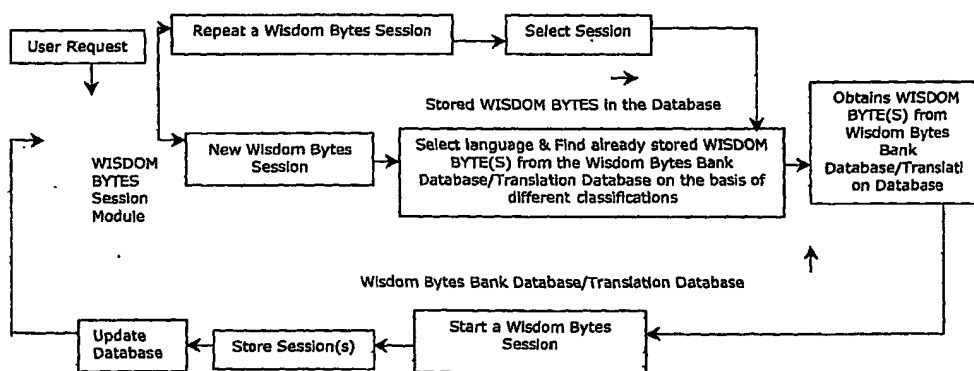 User Request
Repeat a Wisdom Bytes Session
Select Session
Stored WISDOM BYTES in the Database
WISDOM
BYTES
Session
Module
New Wisdom Bytes
Session
Select language & Find already stored WISDOM
BYTE(S) from the Wisdom Bytes Bank
Database/Translation Database on the basis of
different classifications
Obtains WISDOM
BYTE(S) from
Wisdom Bytes
Bank
Database/Translati
on Database
Wisdom Bytes Bank Database/Translation Database
Start a Wisdom Bytes
Session
Store Session(s)
Update
Database